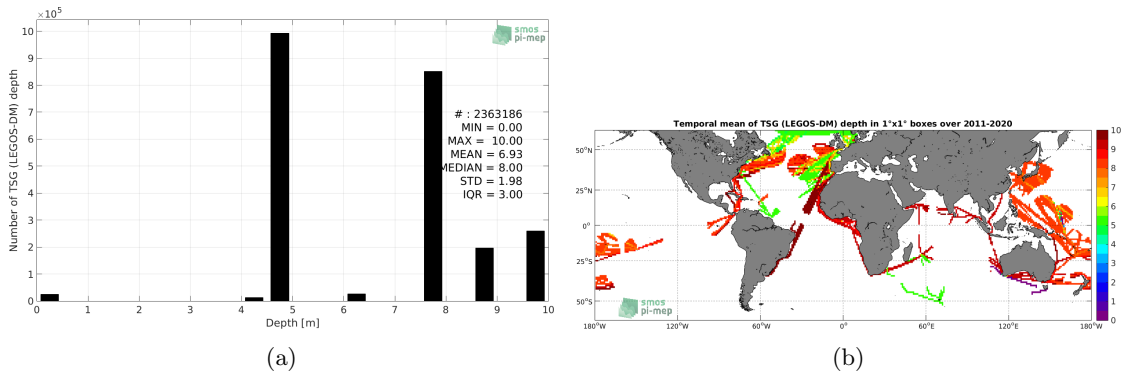 ×10⁵
smos
pi-mep
Number of TSG (LEGOS-DM) depth
10
9
8
7
6
5
4
3
2
1
0
# : 2363186
MIN = 0.00
MAX = 10.00
MEAN = 6.93
MEDIAN = 8.00
STD = 1.98
IQR = 3.00
0 1 2 3 4 5 6 7 8 9 10
Depth [m]
(a)
Temporal mean of TSG (LEGOS-DM) depth in 1°x1° boxes over 2011-2020
50°N
25°N
0°
25°S
50°S
smos
pi-mep
180°W 120°W 60°W 0° 60°E 120°E 180°E
10
9
8
7
6
5
4
3
2
1
0
(b)